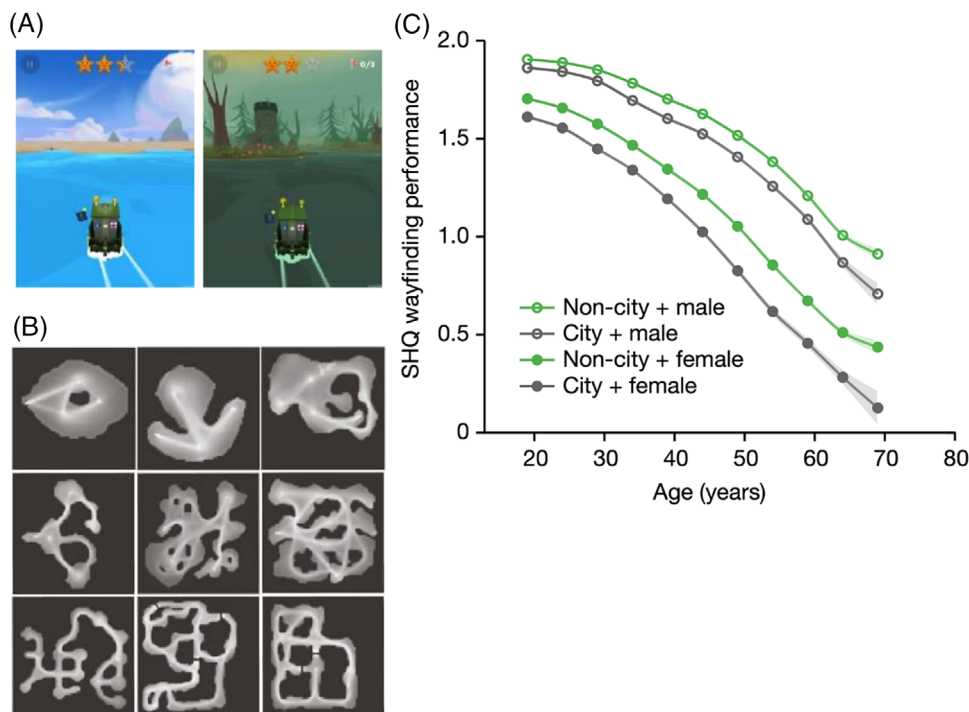 (A)
0/3
(B)
(C)
SHQ wayfinding performance
2.0
1.5
1.0
0.5
0
Non-city + male
City + male
Non-city + female
City + female
20 30 40 50 60 70 80
Age (years)